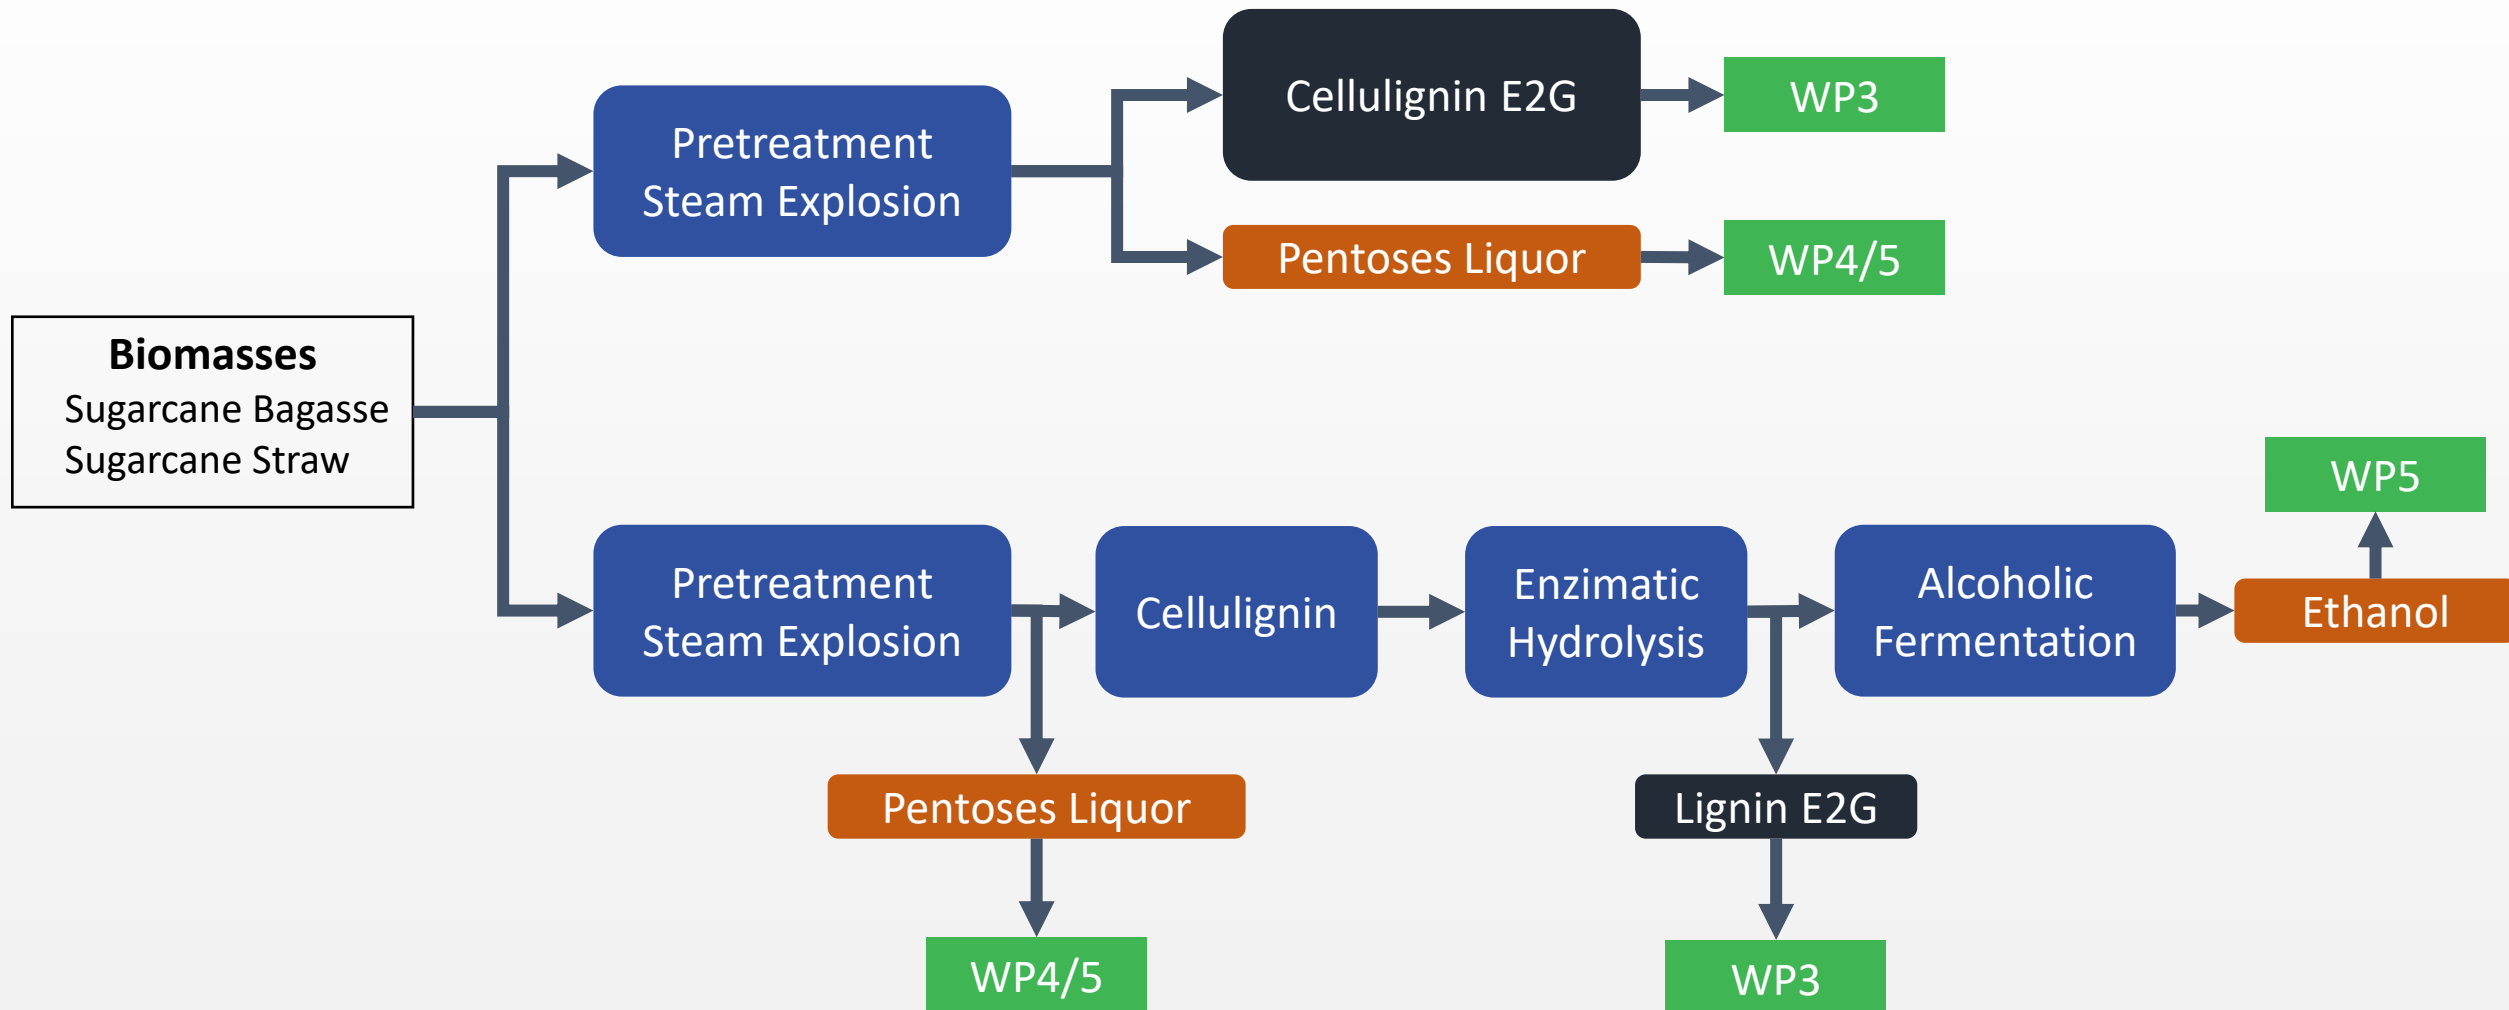 Cellulignin E2G
WP3
Pretreatment
Steam Explosion
Pentoses Liquor
WP4/5
Biomasses
Sugarcane Bagasse
Sugarcane Straw
WP5
Pretreatment
Steam Explosion
Cellulignin
Enzimatic
Hydrolysis
Alcoholic
Fermentation
Ethanol
Pentoses Liquor
Lignin E2G
WP4/5
WP3